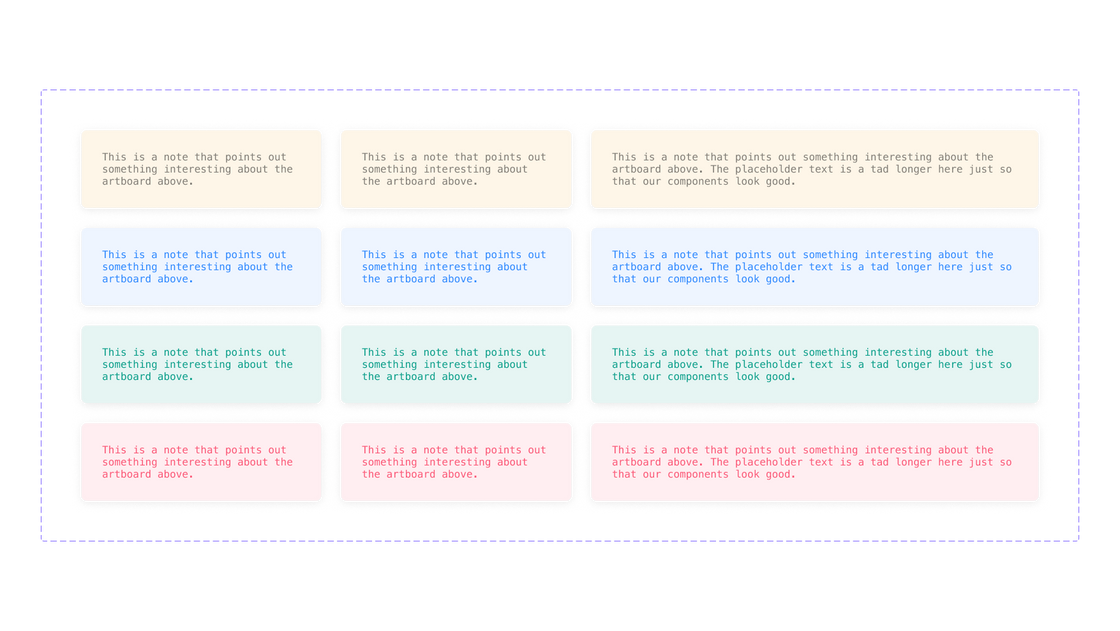 This is a note that points out
something interesting about the
artboard above.
This is a note that points out
something interesting about
the artboard above.
This is a note that points out something interesting about the
artboard above. The placeholder text is a tad longer here just so
that our components look good.
This is a note that points out
something interesting about the
artboard above.
This is a note that points out
something interesting about
the artboard above.
This is a note that points out something interesting about the
artboard above. The placeholder text is a tad longer here just so
that our components look good.
This is a note that points out
something interesting about the
artboard above.
This is a note that points out
something interesting about
the artboard above.
This is a note that points out something interesting about the
artboard above. The placeholder text is a tad longer here just so
that our components look good.
This is a note that points out
something interesting about the
artboard above.
This is a note that points out
something interesting about
the artboard above.
This is a note that points out something interesting about the
artboard above. The placeholder text is a tad longer here just so
that our components look good.